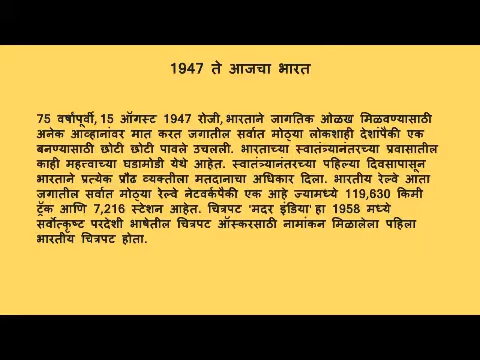 1947 ते आजचा भारत
75 वर्षांपूर्वी, 15 ऑगस्ट 1947 रोजी, भारताने जागतिक ओळख मिळवण्यासाठी
अनेक आव्हानांवर मात करत जगातील सर्वात मोठ्या लोकशाही देशांपैकी एक
बनण्यासाठी छोटी छोटी पावले उचलली. भारताच्या स्वातंत्र्यानंतरच्या प्रवासातील
काही महत्त्वाच्या घडामोडी येथे आहेत. स्वातंत्र्यानंतरच्या पहिल्या दिवसापासून
भारताने प्रत्येक प्रौढ व्यक्तीला मतदानाचा अधिकार दिला. भारतीय रेल्वे आता
जगातील सर्वात मोठ्या रेल्वे नेटवर्कपैकी एक आहे ज्यामध्ये 119,630 किमी
ट्रॅक आणि 7,216 स्टेशन आहेत. चित्रपट 'मदर इंडिया' हा 1958 मध्ये
सर्वोत्कृष्ट परदेशी भाषेतील चित्रपट ऑस्करसाठी नामांकन मिळालेला पहिला
भारतीय चित्रपट होता.